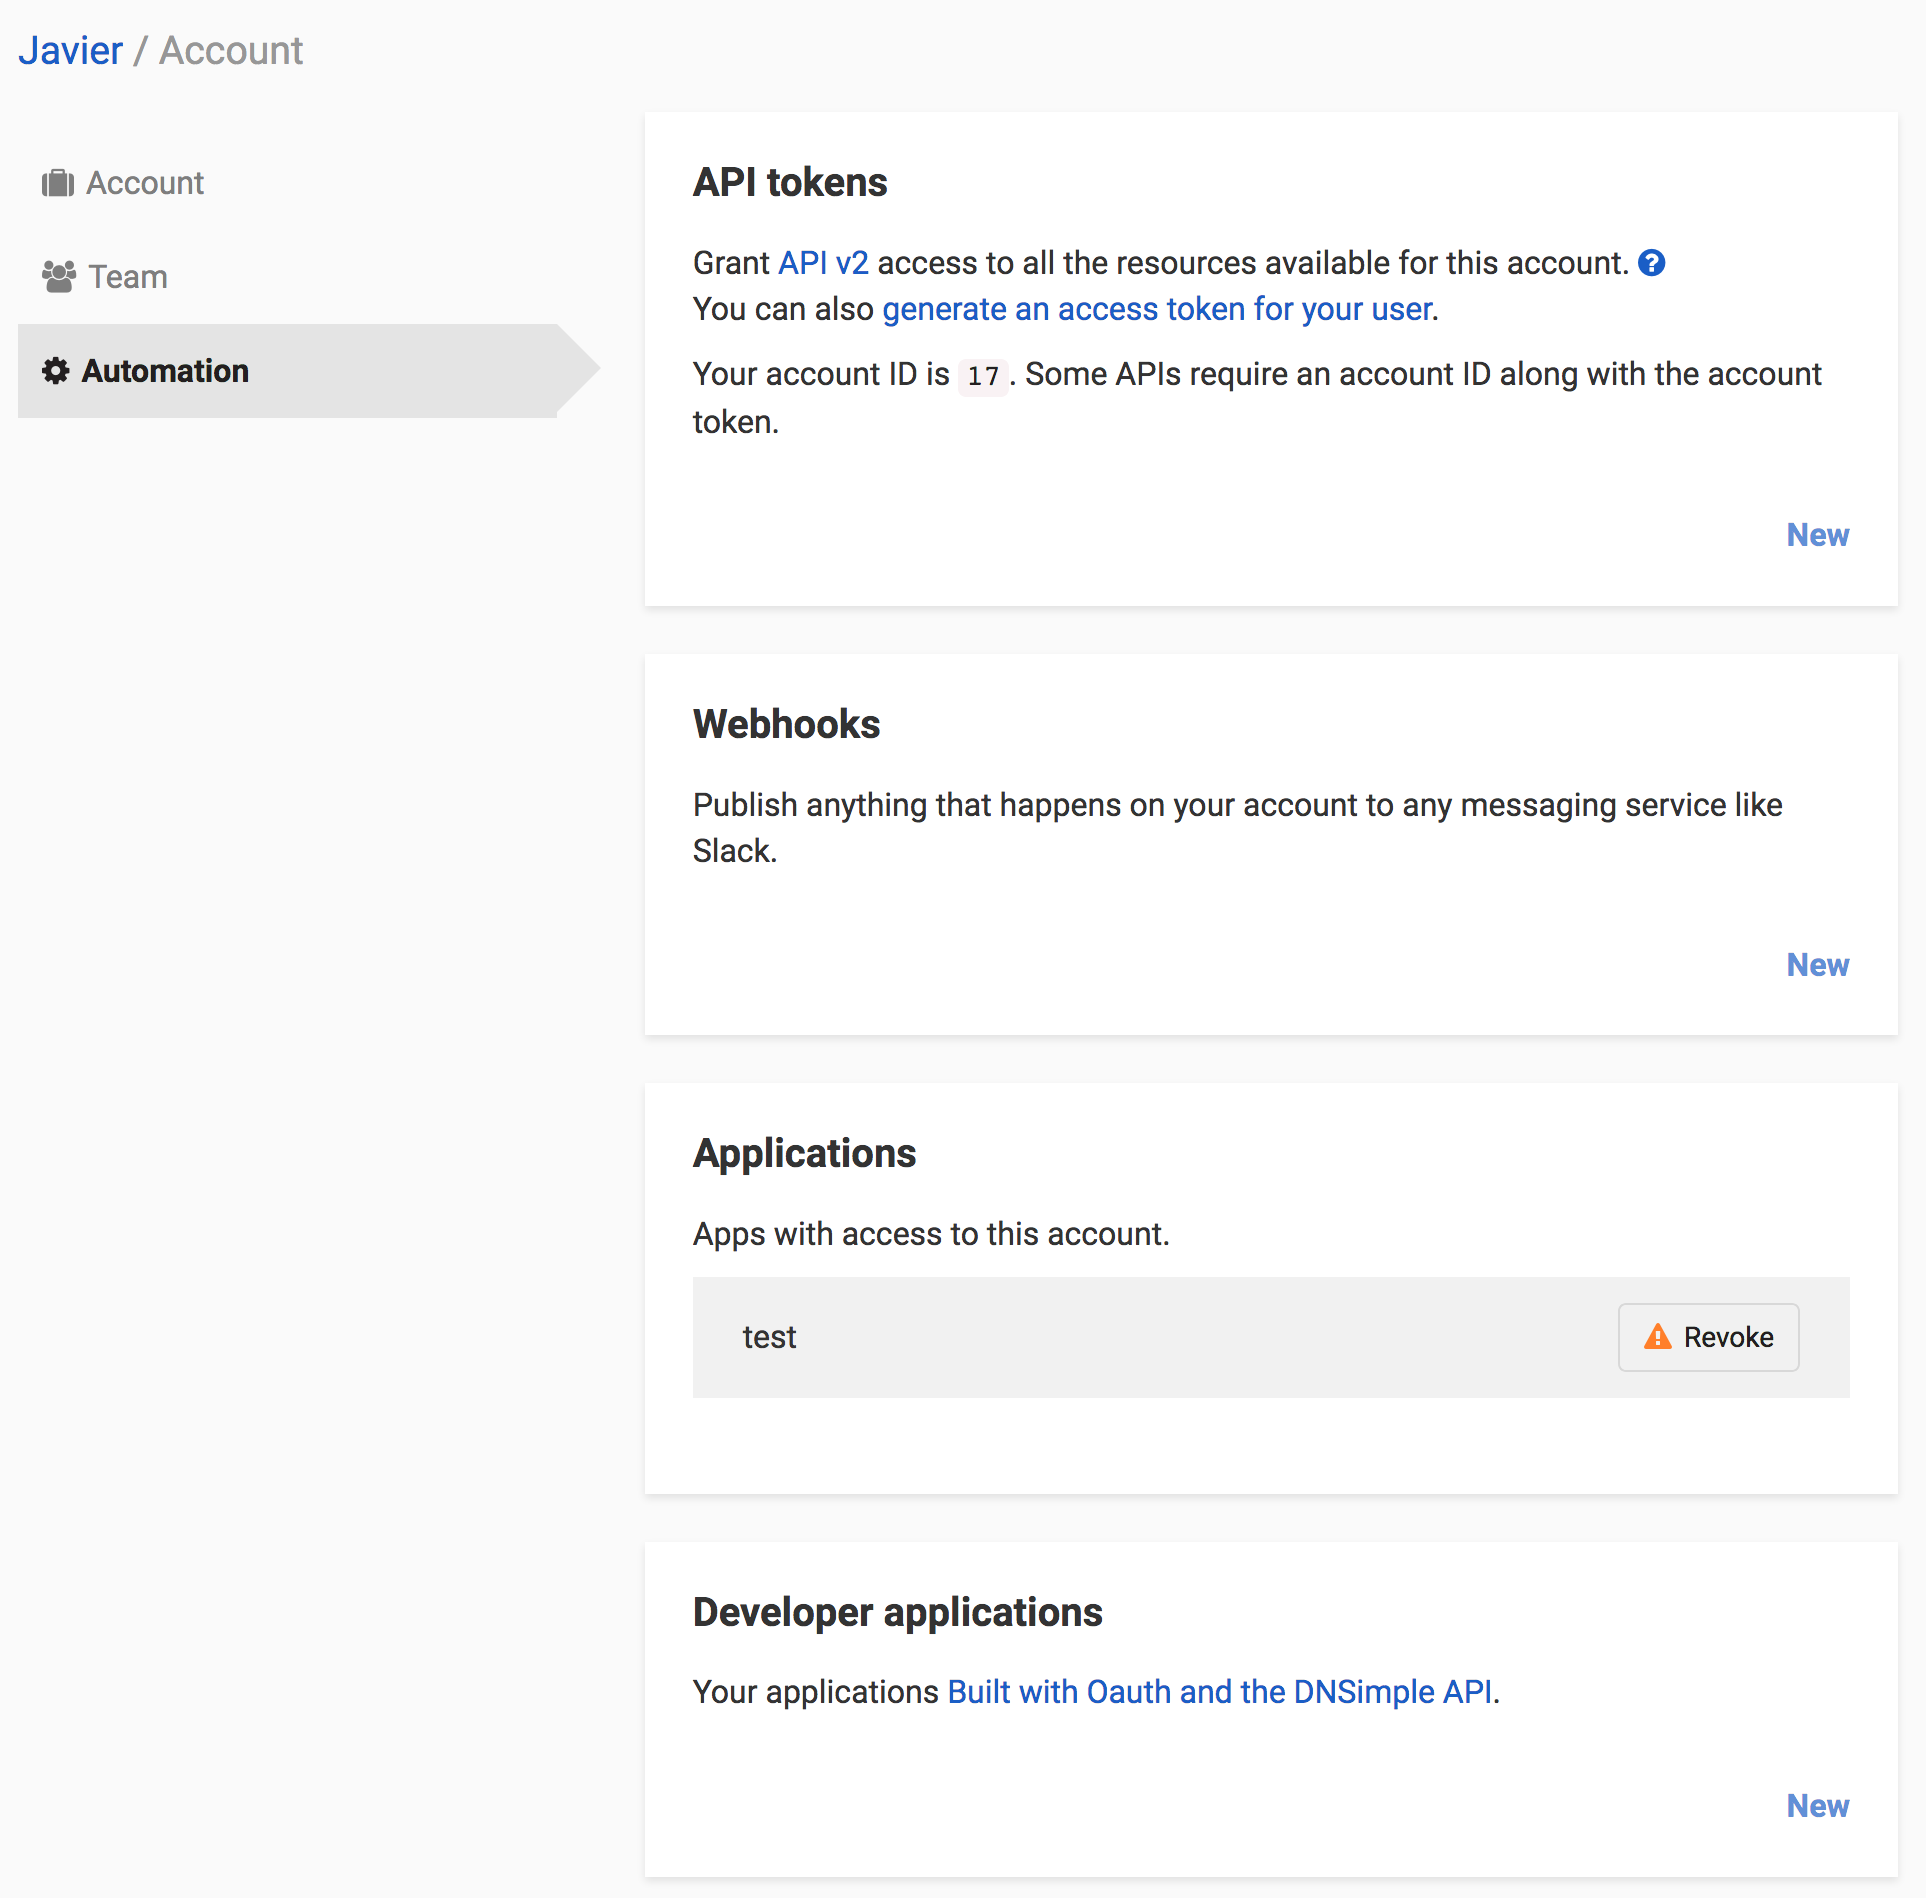 Javier / Account
Account
Team
Automation
API tokens
Grant API v2 access to all the resources available for this account. ?
You can also generate an access token for your user.
Your account ID is 17. Some APIs require an account ID along with the account
token.
New
Webhooks
Publish anything that happens on your account to any messaging service like
Slack.
New
Applications
Apps with access to this account.
test
Revoke
Developer applications
Your applications Built with Oauth and the DNSimple API.
New